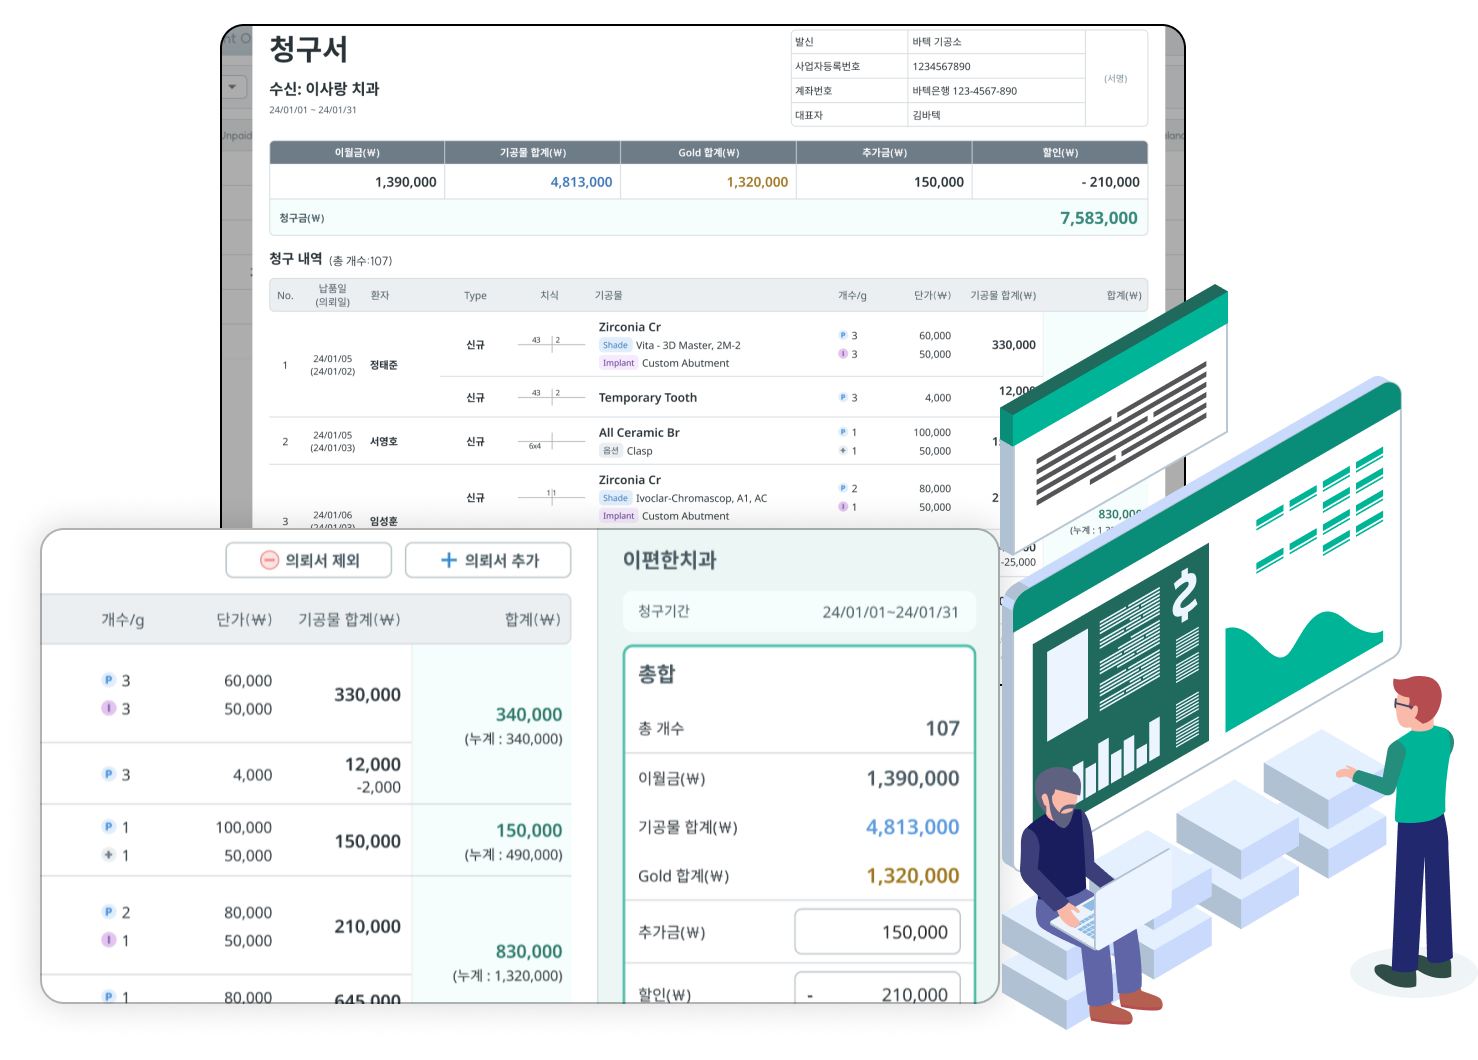 청구서
수신: 이사랑 치과
24/01/01 ~ 24/01/31
발신 바텍 기공소
사업자등록번호 1234567890
계좌번호 바텍은행 123-4567-890
대표자 김바텍
(서명)
Unpaid
이월금(₩) 기공물 합계(₩) Gold 합계(₩) 추가금(₩) 할인(₩)
1,390,000 4,813,000 1,320,000 150,000 - 210,000
청구금(₩) 7,583,000
청구 내역 (총 개수:107)
No. 납품일 (의뢰일) 환자 Type 치식 기공물 개수/g 단가(₩) 기공물 합계(₩) 합계(₩)
1 24/01/05 (24/01/02) 정태준
신규 43 2 Zirconia Cr
Shade Vita - 3D Master, 2M-2
Implant Custom Abutment
P 3 60,000
I 3 50,000
330,000
신규 43 2 Temporary Tooth P 3 4,000 12,000
2 24/01/05 (24/01/03) 서영호 신규 6x4 All Ceramic Br
옵션 Clasp
P 1 100,000
+ 1 50,000
신규 1 1 Zirconia Cr
Shade Ivoclar-Chromascop, A1, AC
Implant Custom Abutment
P 2 80,000
I 1 50,000
3 24/01/06 (24/01/03) 임성훈
830,000
-25,000
의뢰서 제외 의뢰서 추가
개수/g 단가(₩) 기공물 합계(₩) 합계(₩)
P 3 60,000
I 3 50,000
330,000
340,000
(누계 : 340,000)
P 3 4,000 12,000
-2,000
P 1 100,000
+ 1 50,000
150,000
150,000
(누계 : 490,000)
P 2 80,000
I 1 50,000
210,000
830,000
(누계 : 1,320,000)
P 1 80,000 645,000
이편한치과
청구기간 24/01/01~24/01/31
총합
총 개수 107
이월금(₩) 1,390,000
기공물 합계(₩) 4,813,000
Gold 합계(₩) 1,320,000
추가금(₩) 150,000
할인(₩) - 210,000
$